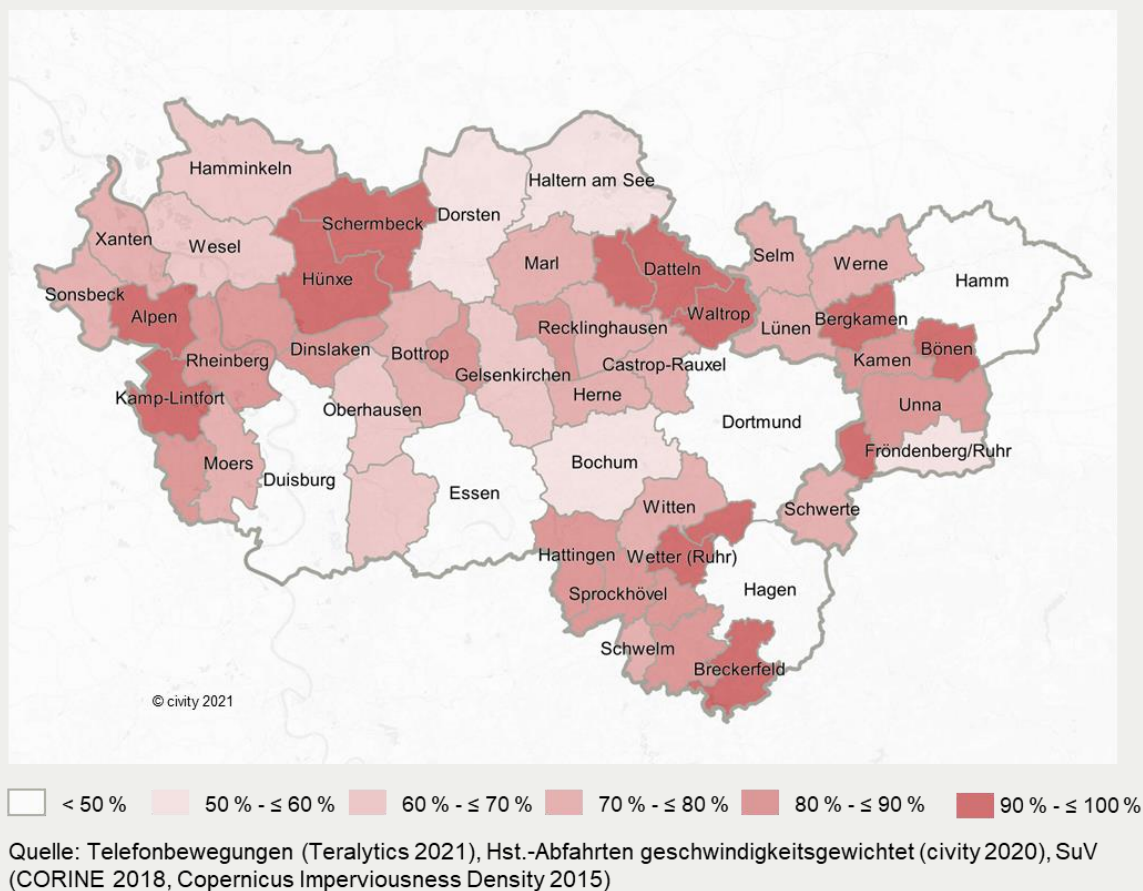 Hamminkeln
Haltern am See
Dorsten
Schermbeck
Xanten
Wesel
Selm
Marl
Datteln
Werne
Hünxe
Hamm
Sonsbeck
Alpen
Waltrop
Bergkamen
Recklinghausen
Lünen
Dinslaken
Bottrop
Bönen
Rheinberg
Kamen
Castrop-Rauxel
Gelsenkirchen
Kamp-Lintfort
Herne
Unna
Oberhausen
Dortmund
Fröndenberg/Ruhr
Moers
Bochum
Duisburg
Essen
Witten
Schwerte
Hattingen
Wetter (Ruhr)
Hagen
Sprockhövel
Schwelm
Breckerfeld
© civity 2021
< 50 % 50 % - ≤ 60 % 60 % - ≤ 70 % 70 % - ≤ 80 % 80 % - ≤ 90 % 90 % - ≤ 100 %
Quelle: Telefonbewegungen (Teralytics 2021), Hst.-Abfahrten geschwindigkeitsgewichtet (civity 2020), SuV
(CORINE 2018, Copernicus Imperviousness Density 2015)